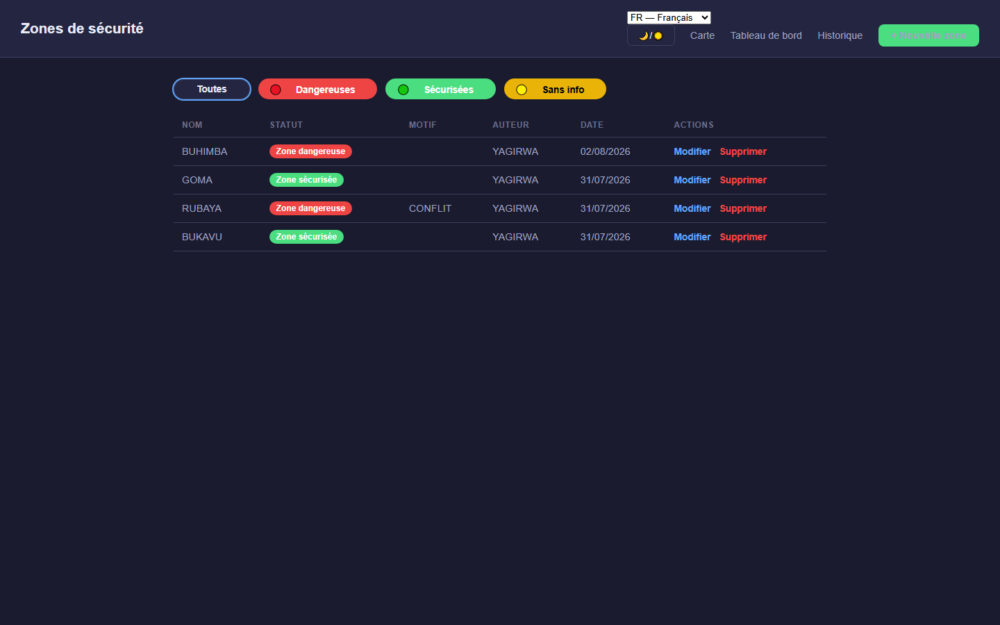 Zones de sécurité
FR — Français
🌙/🌞
Carte
Tableau de bord
Historique
+ Nouvelle zone
Toutes
Dangereuses
Sécurisées
Sans info
NOM STATUT MOTIF AUTEUR DATE ACTIONS
BUHIMBA Zone dangereuse YAGIRWA 02/08/2026 Modifier Supprimer
GOMA Zone sécurisée YAGIRWA 31/07/2026 Modifier Supprimer
RUBAYA Zone dangereuse CONFLIT YAGIRWA 31/07/2026 Modifier Supprimer
BUKAVU Zone sécurisée YAGIRWA 31/07/2026 Modifier Supprimer